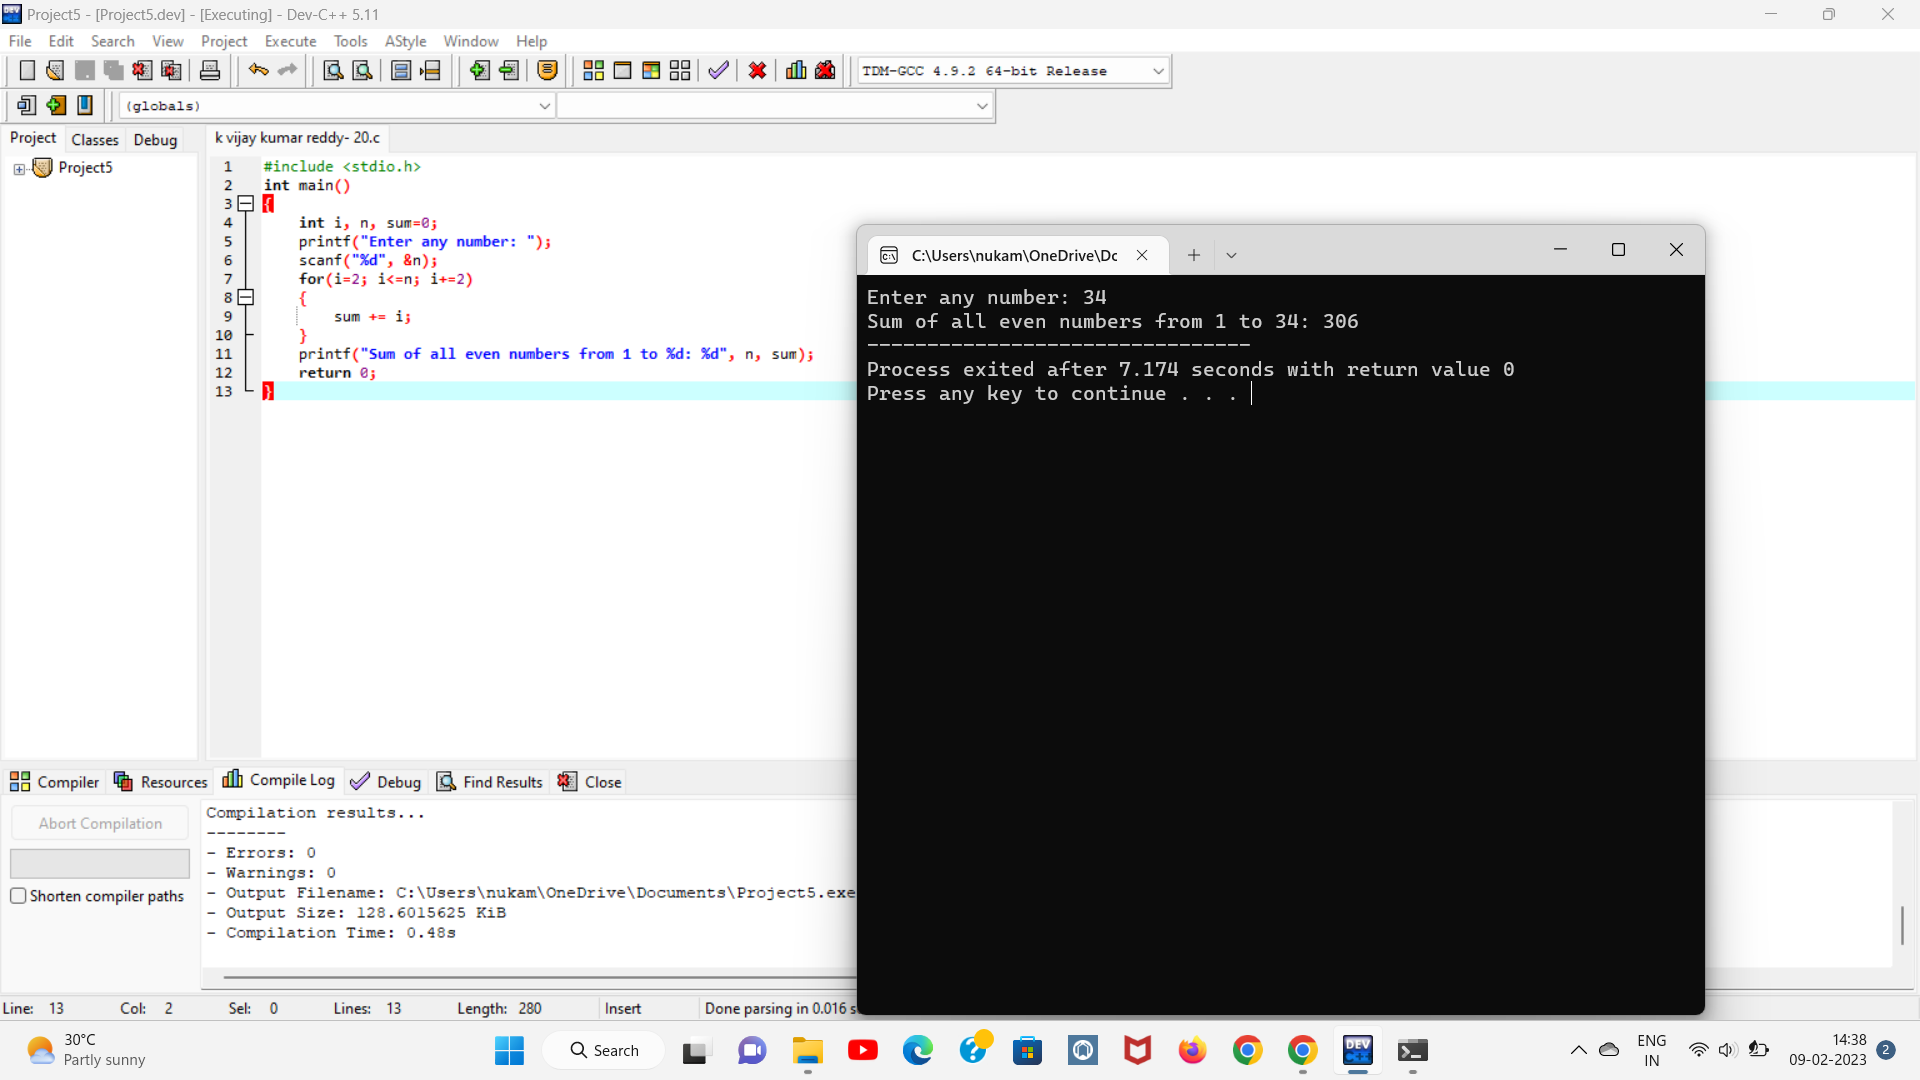 Project5 - [Project5.dev] - [Executing] - Dev-C++ 5.11
File Edit Search View Project Execute Tools AStyle Window Help
TDM-GCC 4.9.2 64-bit Release
(globals)
Project Classes Debug
k vijay kumar reddy- 20.c
Project5
1 #include <stdio.h>
2 int main()
3 {
4 int i, n, sum=0;
5 printf("Enter any number: ");
6 scanf("%d", &n);
7 for(i=2; i<=n; i+=2)
8 {
9 sum += i;
10 }
11 printf("Sum of all even numbers from 1 to %d: %d", n, sum);
12 return 0;
13 }
C:\Users\nukam\OneDrive\Dc
Enter any number: 34
Sum of all even numbers from 1 to 34: 306
--------------------------------
Process exited after 7.174 seconds with return value 0
Press any key to continue . . .
Compiler Resources Compile Log Debug Find Results Close
Abort Compilation
Shorten compiler paths
Compilation results...
--------
- Errors: 0
- Warnings: 0
- Output Filename: C:\Users\nukam\OneDrive\Documents\Project5.exe
- Output Size: 128.6015625 KiB
- Compilation Time: 0.48s
Line: 13 Col: 2 Sel: 0 Lines: 13 Length: 280 Insert Done parsing in 0.016 s
30°C
Partly sunny
Search
DEV
ENG
IN
14:38
09-02-2023
2